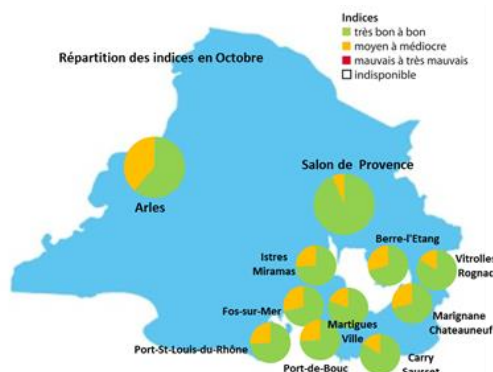 Indices
très bon à bon
moyen à médiocre
mauvais à très mauvais
indisponible
Répartition des indices en Octobre
Salon de Provence
Arles
Berre-l'Etang
Istres
Miramas
Vitrolles
Rognac
Fos-sur-Mer
Martigues
Ville
Marignane
Chateauneuf
Port-St-Louis-du-Rhône
Port-de-Bouc
Carry
Sausset